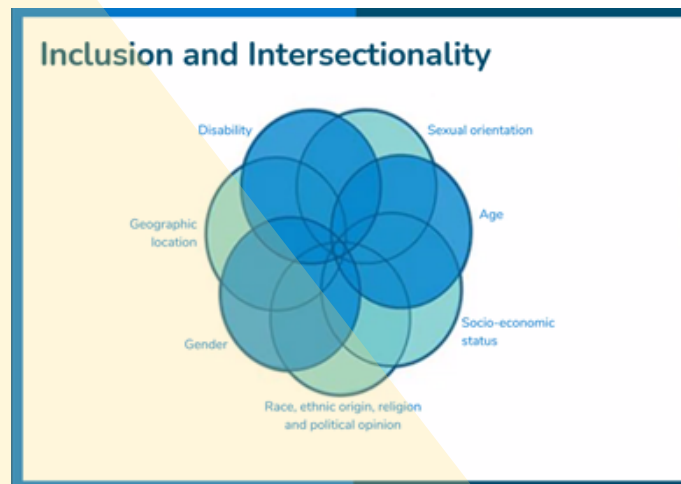 Inclusion and Intersectionality
Disability
Sexual orientation
Geographic
location
Age
Gender
Socio-economic
status
Race, ethnic origin, religion
and political opinion